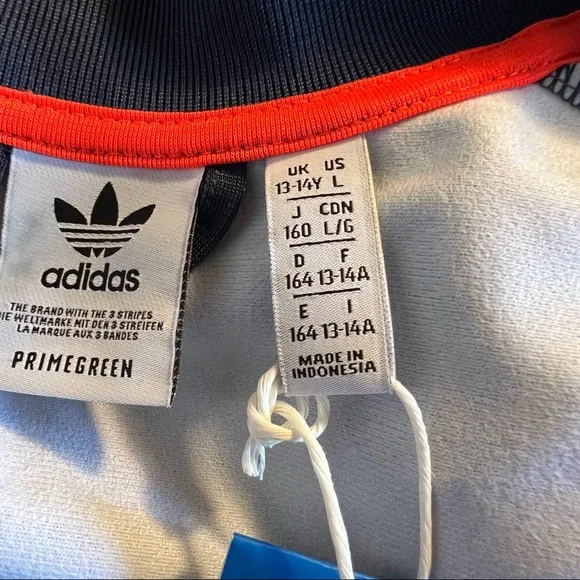 adidas
THE BRAND WITH THE 3 STRIPES
DIE WELTMARKE MIT DEN 3 STREIFEN
LA MARQUE AUX 3 BANDES
PRIMEGREEN
UK US
13-14Y L
J CDN
160 L/G
D F
164 13-14A
E I
164 13-14A
MADE IN
INDONESIA